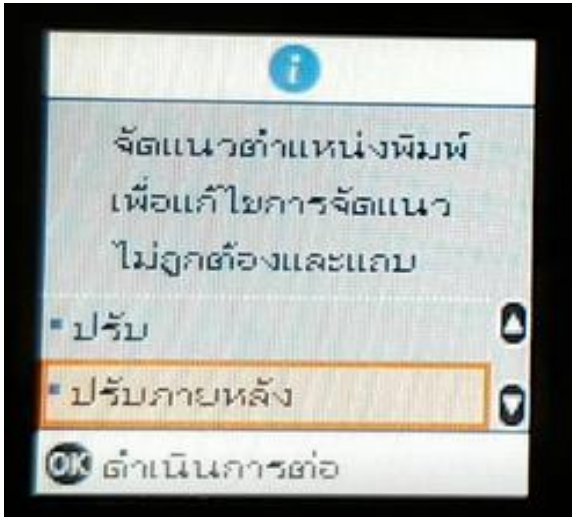 i
จัดแนวตำแหน่งพิมพ์
เพื่อแก้ไขการจัดแนว
ไม่ถูกต้องและแถบ
ปรับ
ปรับภายหลัง
OK ดำเนินการต่อ